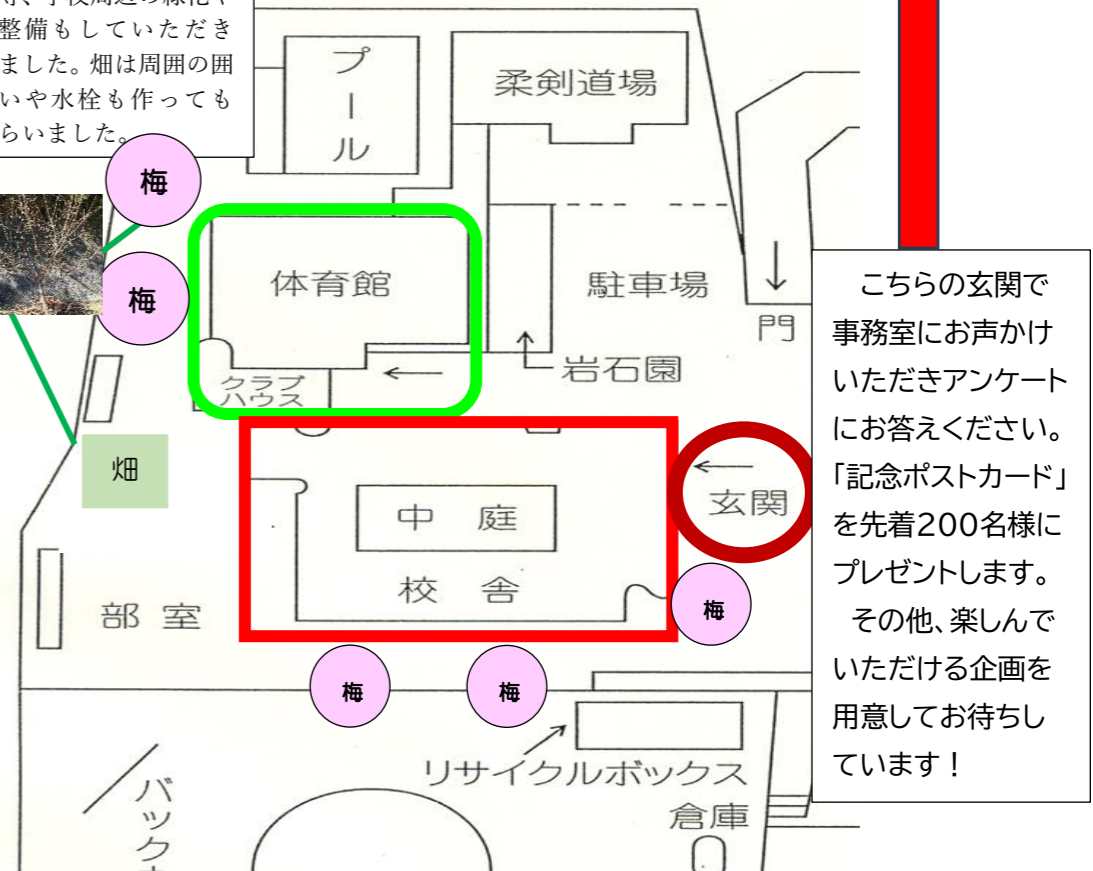 整備もしていただき
ました。畑は周囲の囲
いや水栓も作っても
らいました。
プール
柔剣道場
梅
梅
体育館
駐車場
門
岩石園
クラブ
ハウス
畑
玄関
中庭
校舎
部室
梅
梅
梅
リサイクルボックス
倉庫
バック
こちらの玄関で
事務室にお声かけ
いただきアンケート
にお答えください。
「記念ポストカード」
を先着200名様に
プレゼントします。
その他、楽しんで
いただける企画を
用意してお待ちし
ています！